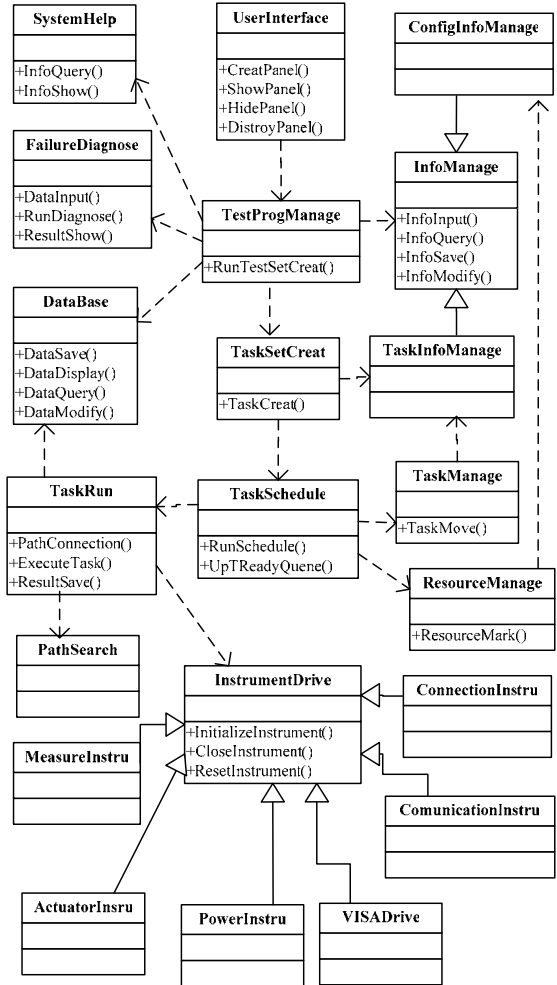 SystemHelp
+InfoQuery()
+InfoShow()
UserInterface
+CreatPanel()
+ShowPanel()
+HidePanel()
+DistroyPanel()
ConfigInfoManage
FailureDiagnose
+DataInput()
+RunDiagnose()
+ResultShow()
InfoManage
+InfoInput()
+InfoQuery()
+InfoSave()
+InfoModify()
TestProgManage
+RunTestSetCreat()
DataBase
+DataSave()
+DataDisplay()
+DataQuery()
+DataModify()
TaskSetCreat
+TaskCreat()
TaskInfoManage
TaskRun
+PathConnection()
+ExecuteTask()
+ResultSave()
TaskSchedule
+RunSchedule()
+UpTReadyQuene()
TaskManage
+TaskMove()
ResourceManage
+ResourceMark()
PathSearch
InstrumentDrive
+InitializeInstrument()
+CloseInstrument()
+ResetInstrument()
ConnectionInstru
MeasureInstru
ComunicationInstru
ActuatorInsru
PowerInstru
VISADrive